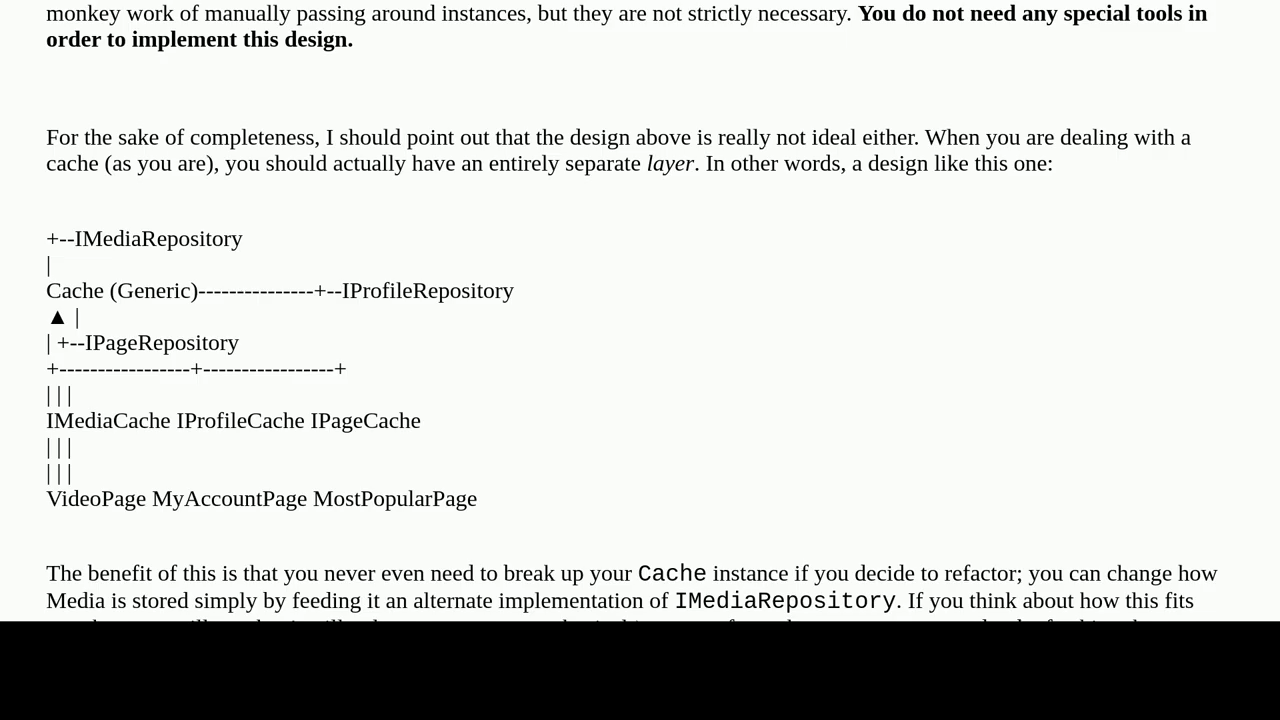 monkey work of manually passing around instances, but they are not strictly necessary. You do not need any special tools in
order to implement this design.
For the sake of completeness, I should point out that the design above is really not ideal either. When you are dealing with a
cache (as you are), you should actually have an entirely separate layer. In other words, a design like this one:
+--IMediaRepository
|
Cache (Generic)---------------+--IProfileRepository
▲ |
| +--IPageRepository
+-----------------+-----------------+
| | |
IMediaCache IProfileCache IPageCache
| | |
| | |
VideoPage MyAccountPage MostPopularPage
The benefit of this is that you never even need to break up your Cache instance if you decide to refactor; you can change how
Media is stored simply by feeding it an alternate implementation of IMediaRepository. If you think about how this fits